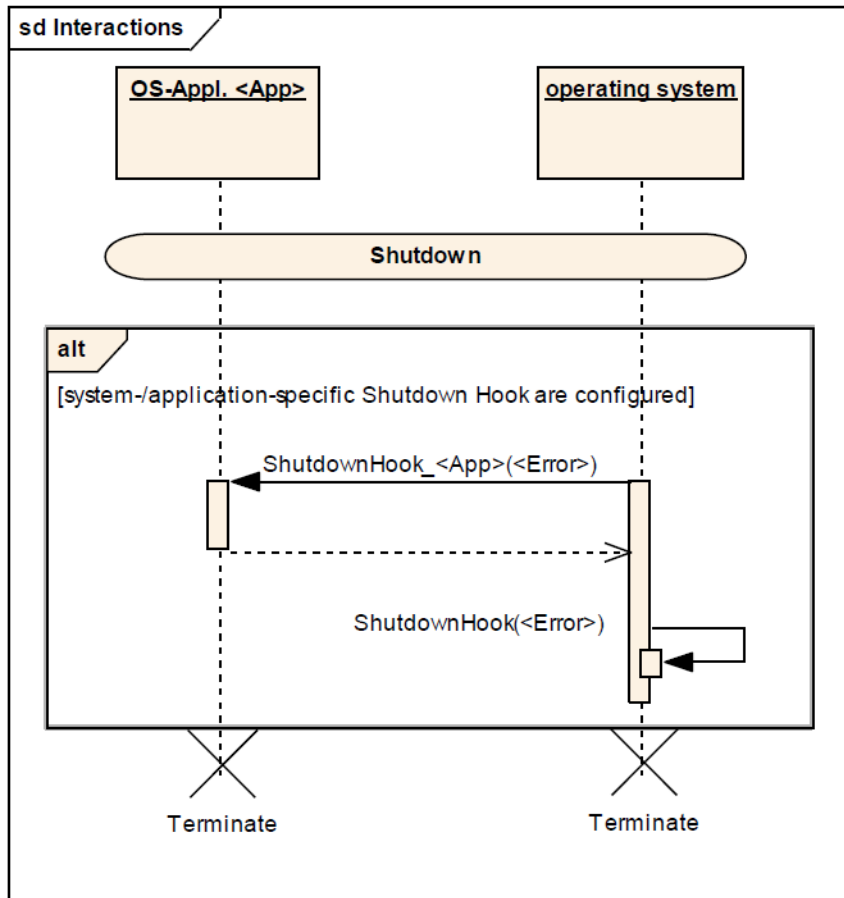 sd Interactions
OS-Appl. <App>
operating system
Shutdown
alt
[system-/application-specific Shutdown Hook are configured]
ShutdownHook_<App>(<Error>)
ShutdownHook(<Error>)
Terminate
Terminate